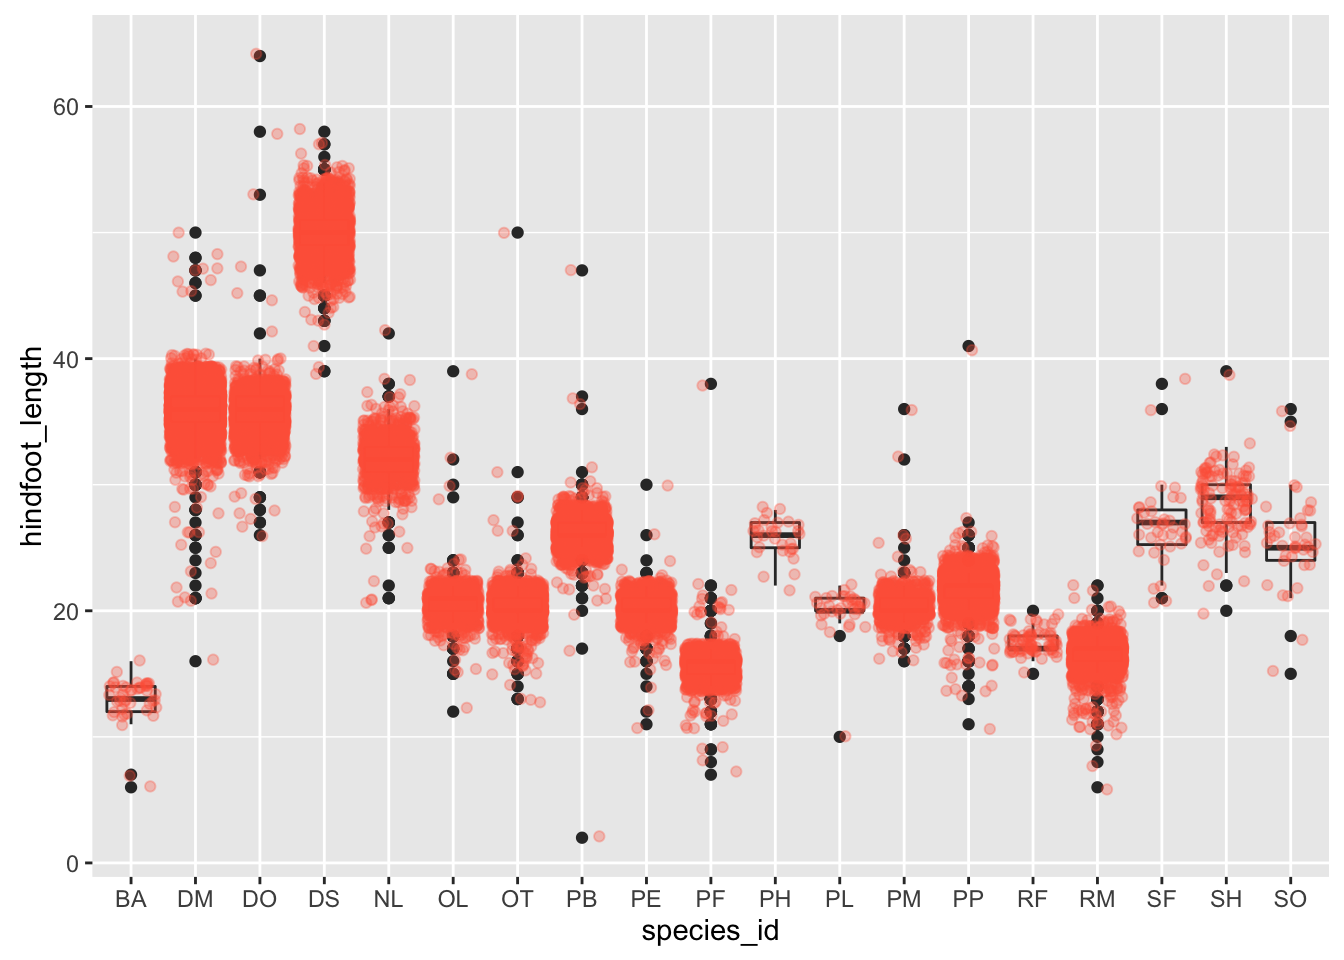 60
40
20
0
hindfoot_length
BA DM DO DS NL OL OT PB PE PF PH PL PM PP RF RM SF SH SO
species_id